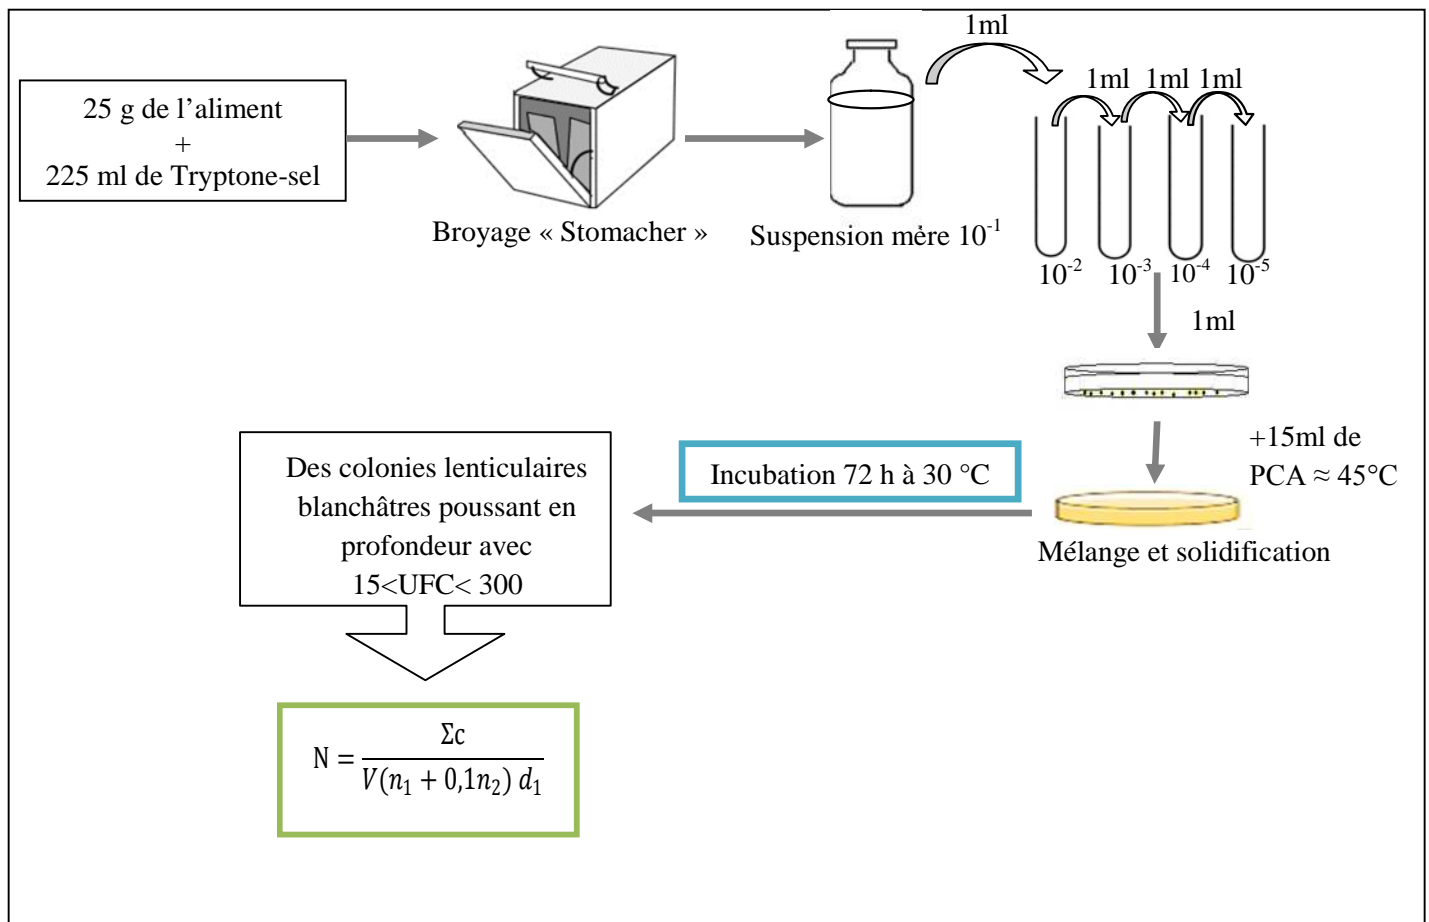 25 g de l’aliment
+
225 ml de Tryptone-sel
Broyage « Stomacher »
Suspension mère 10⁻¹
1ml
1ml 1ml 1ml
10⁻² 10⁻³ 10⁻⁴ 10⁻⁵
1ml
+15ml de
PCA ≈ 45°C
Mélange et solidification
Incubation 72 h à 30 °C
Des colonies lenticulaires
blanchâtres poussant en
profondeur avec
15<UFC< 300
N = Σc / V(n₁ + 0,1n₂) d₁